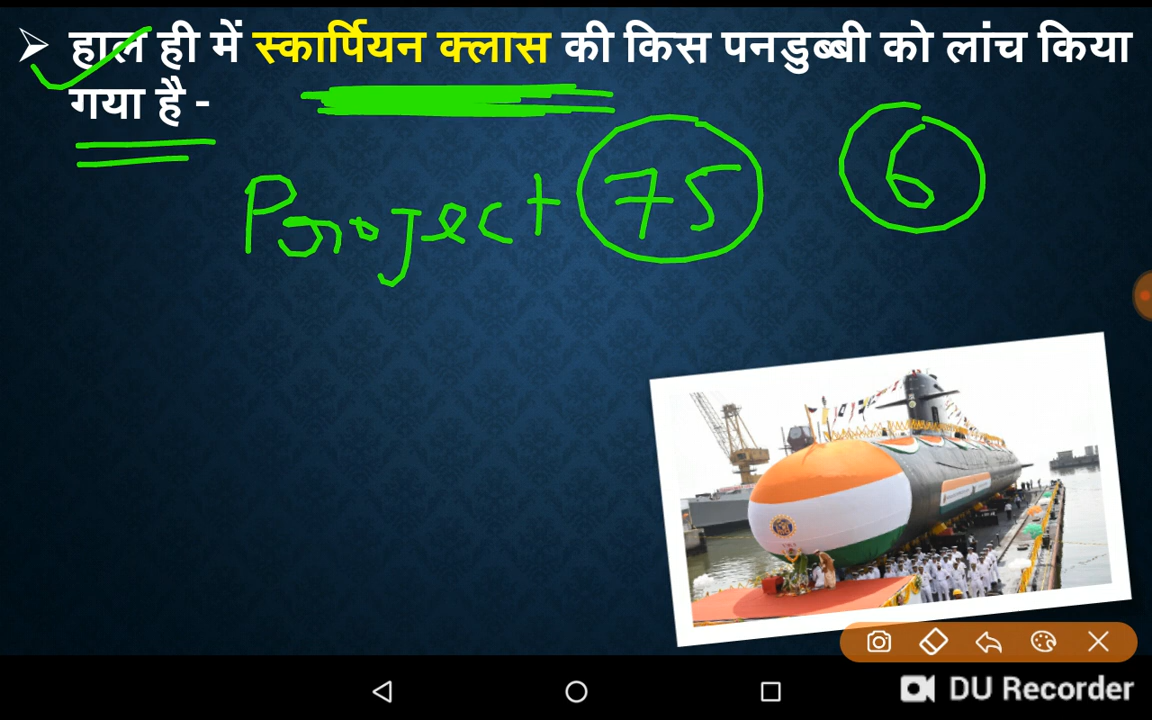 ➤ हाल ही में स्कार्पियन क्लास की किस पनडुब्बी को लांच किया
गया है -
Project 75 6
DU Recorder